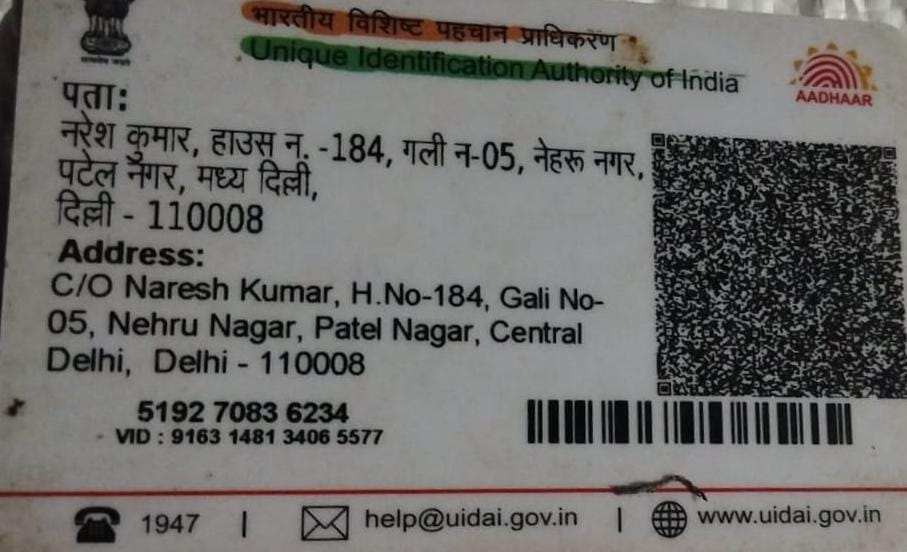 भारतीय विशिष्ट पहचान प्राधिकरण
Unique Identification Authority of India
AADHAAR
पता:
नरेश कुमार, हाउस न. -184, गली न-05, नेहरू नगर,
पटेल नगर, मध्य दिल्ली,
दिल्ली - 110008
Address:
C/O Naresh Kumar, H.No-184, Gali No-
05, Nehru Nagar, Patel Nagar, Central
Delhi, Delhi - 110008
5192 7083 6234
VID : 9163 1481 3406 5577
1947 | help@uidai.gov.in | www.uidai.gov.in